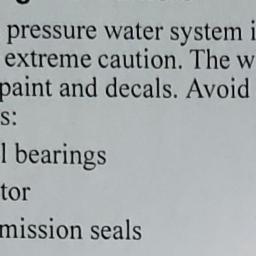 pressure water system i
extreme caution. The w
paint and decals. Avoid
s:
l bearings
tor
mission seals